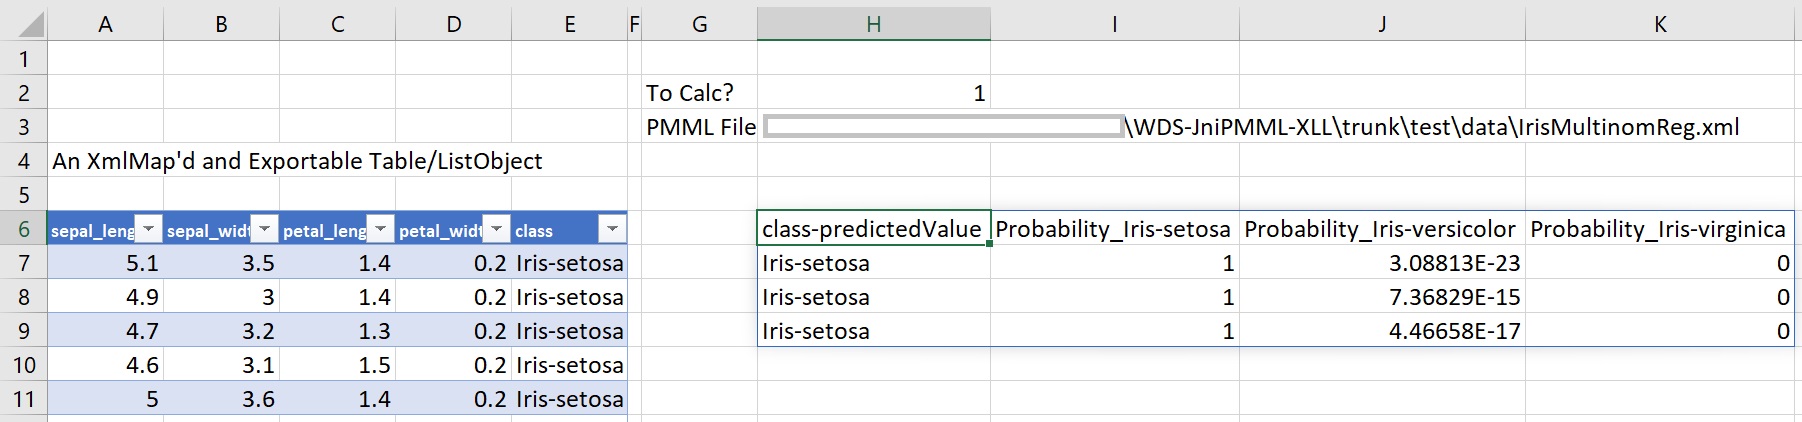 A B C D E F G H I J K
1
2 To Calc? 1
3 PMML File \WDS-JniPMML-XLL\trunk\test\data\IrisMultinomReg.xml
4 An XmlMap'd and Exportable Table/ListObject
5
6 sepal_leng sepal_widt petal_leng petal_widt class class-predictedValue Probability_Iris-setosa Probability_Iris-versicolor Probability_Iris-virginica
7 5.1 3.5 1.4 0.2 Iris-setosa Iris-setosa 1 3.08813E-23 0
8 4.9 3 1.4 0.2 Iris-setosa Iris-setosa 1 7.36829E-15 0
9 4.7 3.2 1.3 0.2 Iris-setosa Iris-setosa 1 4.46658E-17 0
10 4.6 3.1 1.5 0.2 Iris-setosa
11 5 3.6 1.4 0.2 Iris-setosa